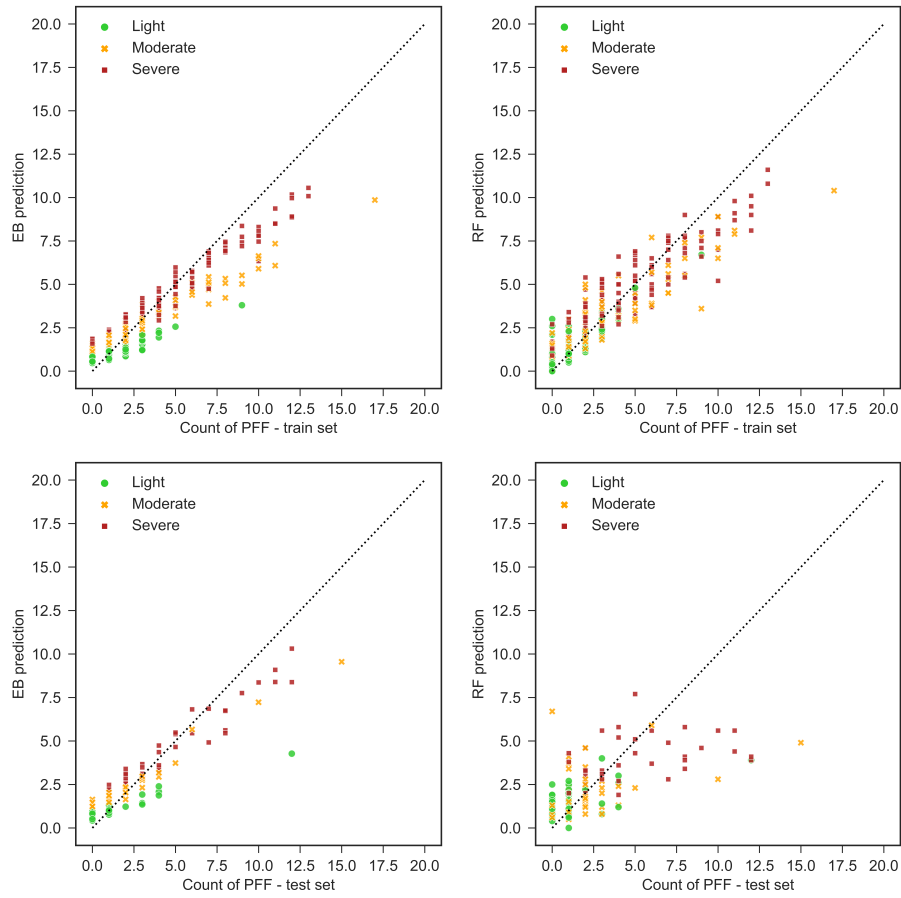 Light
Moderate
Severe
20.0
17.5
15.0
12.5
10.0
7.5
5.0
2.5
0.0
EB prediction
0.0 2.5 5.0 7.5 10.0 12.5 15.0 17.5 20.0
Count of PFF - train set
Light
Moderate
Severe
20.0
17.5
15.0
12.5
10.0
7.5
5.0
2.5
0.0
RF prediction
0.0 2.5 5.0 7.5 10.0 12.5 15.0 17.5 20.0
Count of PFF - train set
Light
Moderate
Severe
20.0
17.5
15.0
12.5
10.0
7.5
5.0
2.5
0.0
EB prediction
0.0 2.5 5.0 7.5 10.0 12.5 15.0 17.5 20.0
Count of PFF - test set
Light
Moderate
Severe
20.0
17.5
15.0
12.5
10.0
7.5
5.0
2.5
0.0
RF prediction
0.0 2.5 5.0 7.5 10.0 12.5 15.0 17.5 20.0
Count of PFF - test set